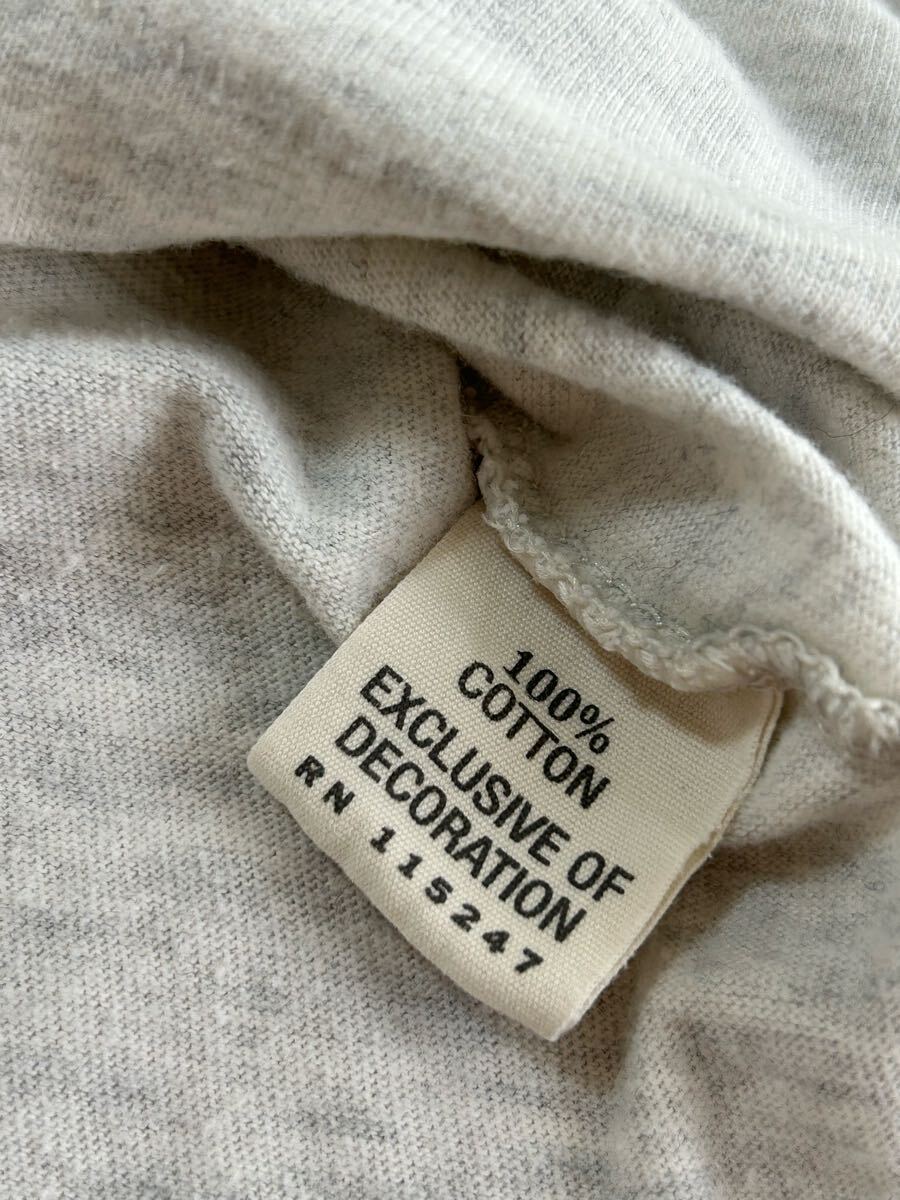 100%
COTTON
EXCLUSIVE OF
DECORATION
RN 115247